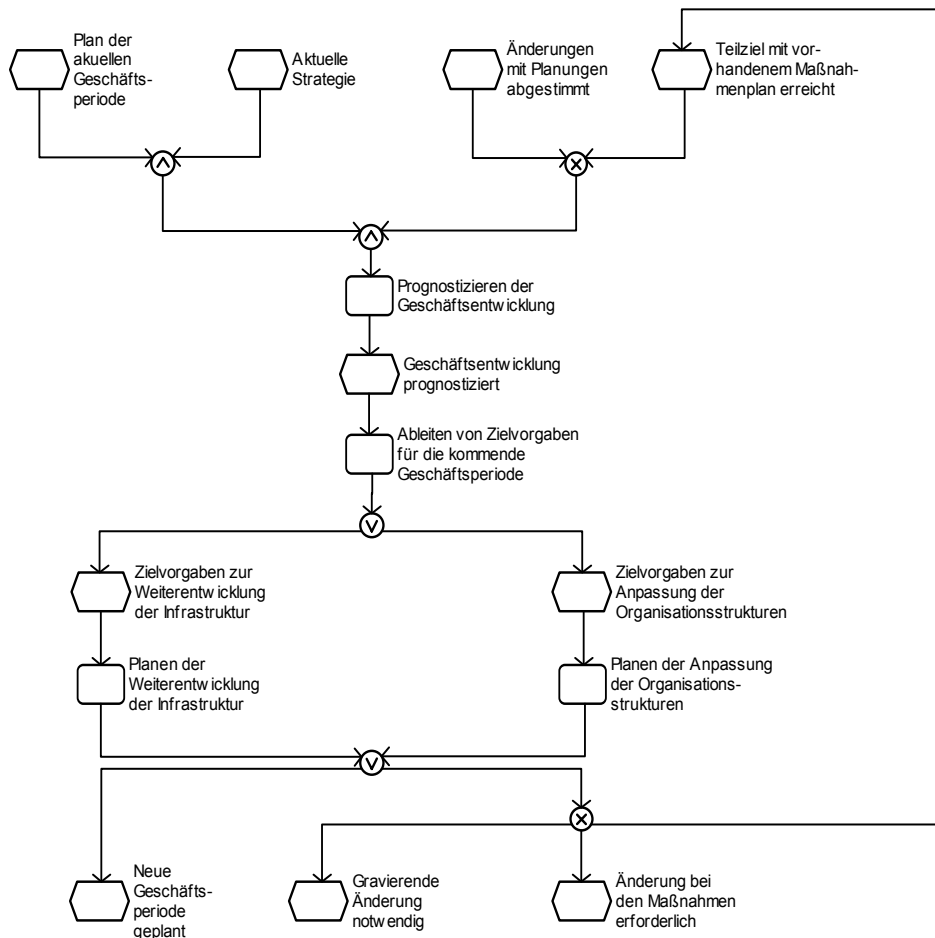 Plan der
akuellen
Geschäfts-
periode
Aktuelle
Strategie
Änderungen
mit Planungen
abgestimmt
Teilziel mit vor-
handenem Maßnah-
menplan erreicht
Prognostizieren der
Geschäftsentwicklung
Geschäftsentwicklung
prognostiziert
Ableiten von Zielvorgaben
für die kommende
Geschäftsperiode
Zielvorgaben zur
Weiterentwicklung
der Infrastruktur
Zielvorgaben zur
Anpassung der
Organisationsstrukturen
Planen der
Weiterentwicklung
der Infrastruktur
Planen der Anpassung
der Organisations-
strukturen
Neue
Geschäfts-
periode
geplant
Gravierende
Änderung
notwendig
Änderung bei
den Maßnahmen
erforderlich